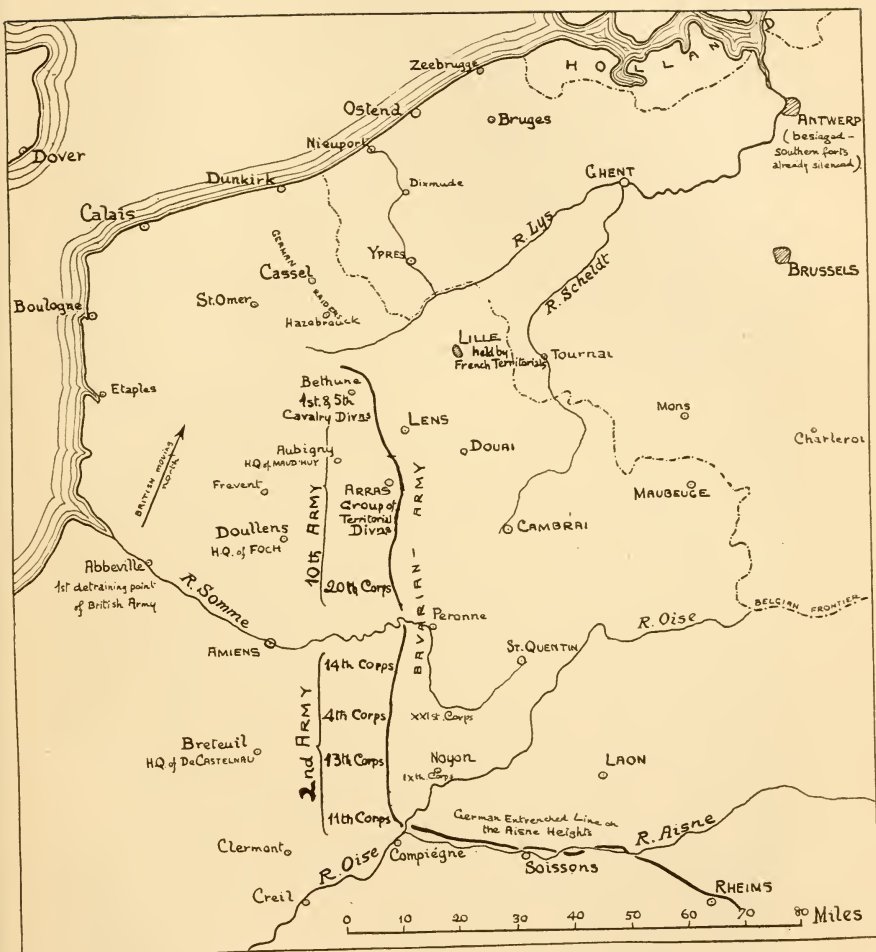 HOLLAND
Zeebrugge
Ostend
Bruges
ANTWERP
(besieged –
southern forts
already silenced).
Nieuport
Dover
Dunkirk
Dixmude
GHENT
Calais
R. Lys
GERMAN
RAIDERS
YPRES
Cassel
BRUSSELS
R. Scheldt
St. Omer
Boulogne
Hazebrouck
LILLE
held by
French Territorials
Tournai
Etaples
Bethune
1st. & 5th
Cavalry Divns
LENS
Mons
Charleroi
BRITISH moving
north
Aubigny
HQ of MAUD'HUY
DOUAI
Frevent
ARRAS
Group of
Territorial
Divns
BAVARIAN – ARMY
MAUBEUGE
10th ARMY
Doullens
H.Q. of FOCH
CAMBRAI
Abbeville
1st detraining point
of British Army
20th Corps
R. Somme
Peronne
R. Oise
BELGIAN FRONTIER
AMIENS
ST. QUENTIN
14th Corps
2nd ARMY
4th Corps
XXIst. Corps
Breteuil
H.Q. of De CASTELNAU
13th Corps
Noyon
IXth Corps
LAON
11th Corps
German Entrenched Line on
the Aisne Heights
R. Aisne
Clermont
R. Oise
Compiégne
Soissons
Creil
RHEIMS
0 10 20 30 40 50 60 70 80 Miles